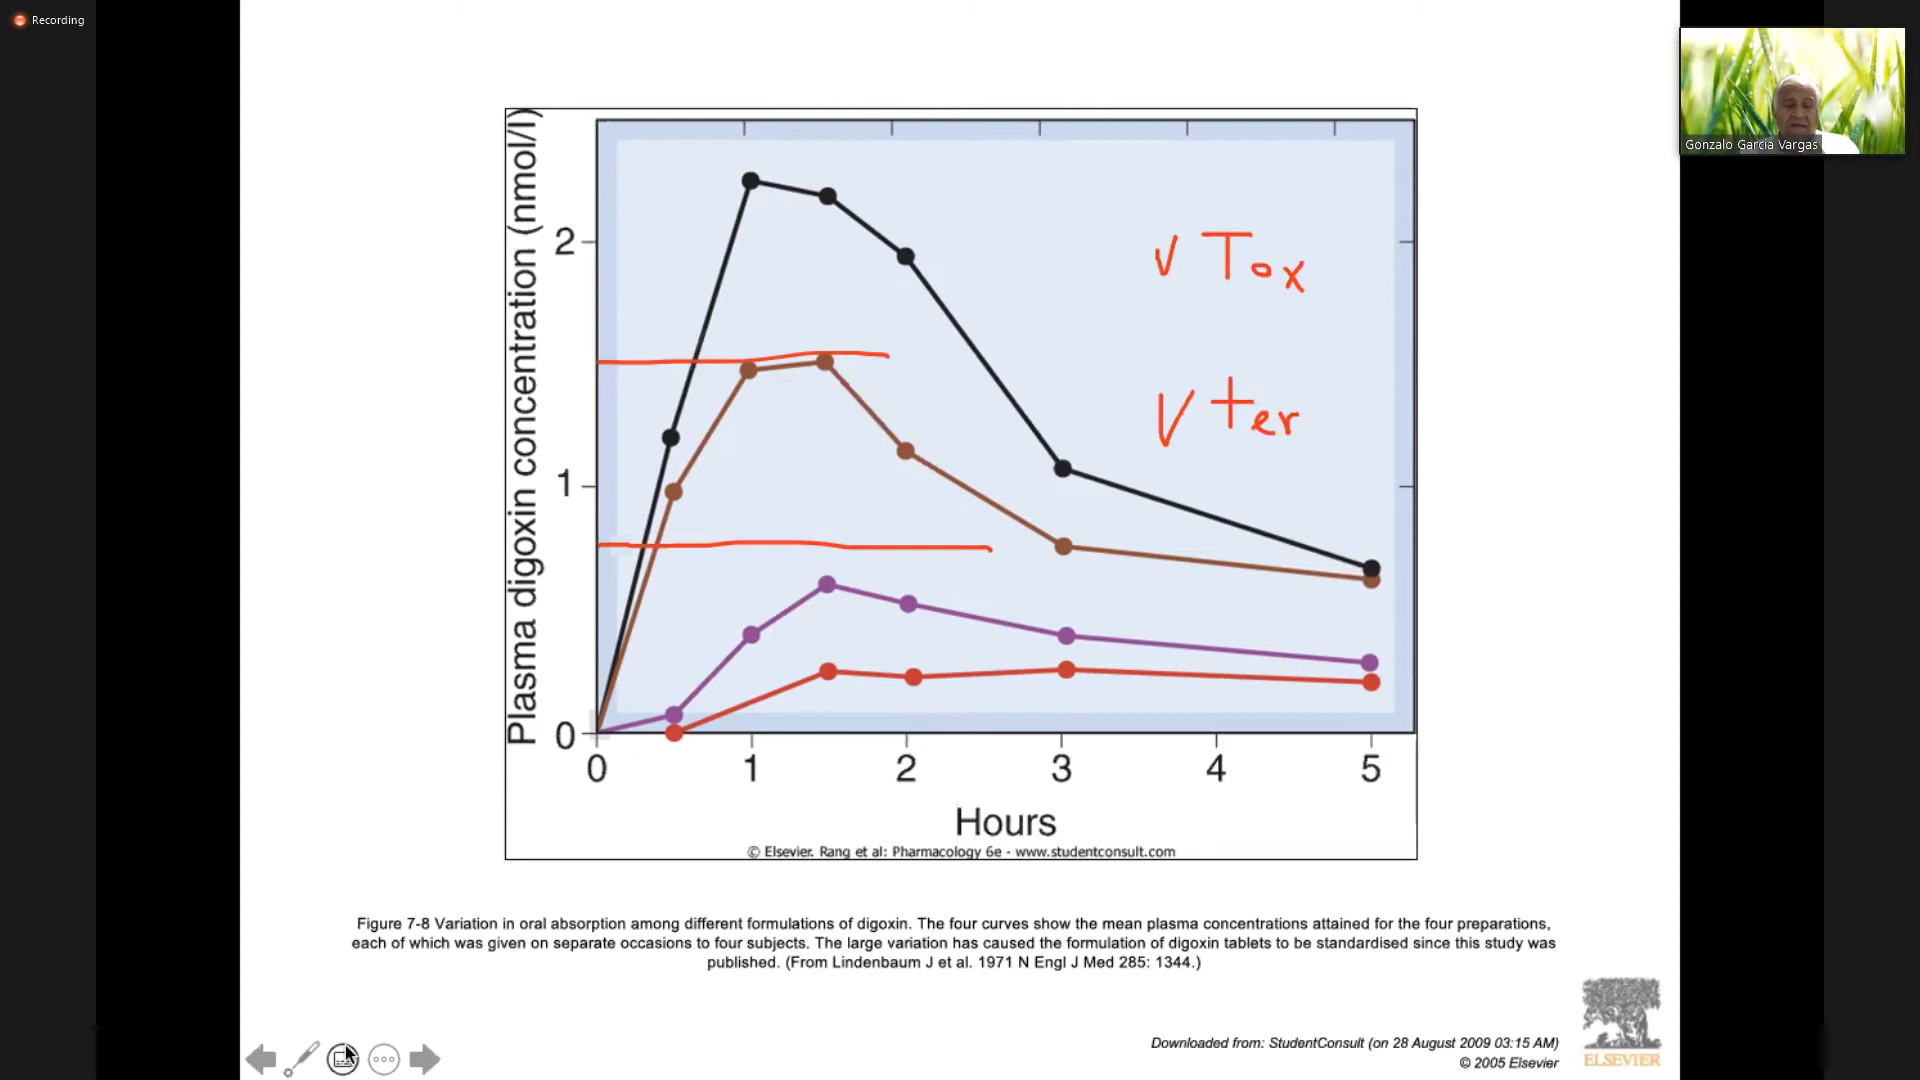 Recording
Gonzalo Garcia Vargas
Plasma digoxin concentration (nmol/l)
2
1
0
v Tox
V ter
0 1 2 3 4 5
Hours
© Elsevier. Rang et al: Pharmacology 6e - www.studentconsult.com
Figure 7-8 Variation in oral absorption among different formulations of digoxin. The four curves show the mean plasma concentrations attained for the four preparations,
each of which was given on separate occasions to four subjects. The large variation has caused the formulation of digoxin tablets to be standardised since this study was
published. (From Lindenbaum J et al. 1971 N Engl J Med 285: 1344.)
Downloaded from: StudentConsult (on 28 August 2009 03:15 AM)
© 2005 Elsevier
ELSEVIER